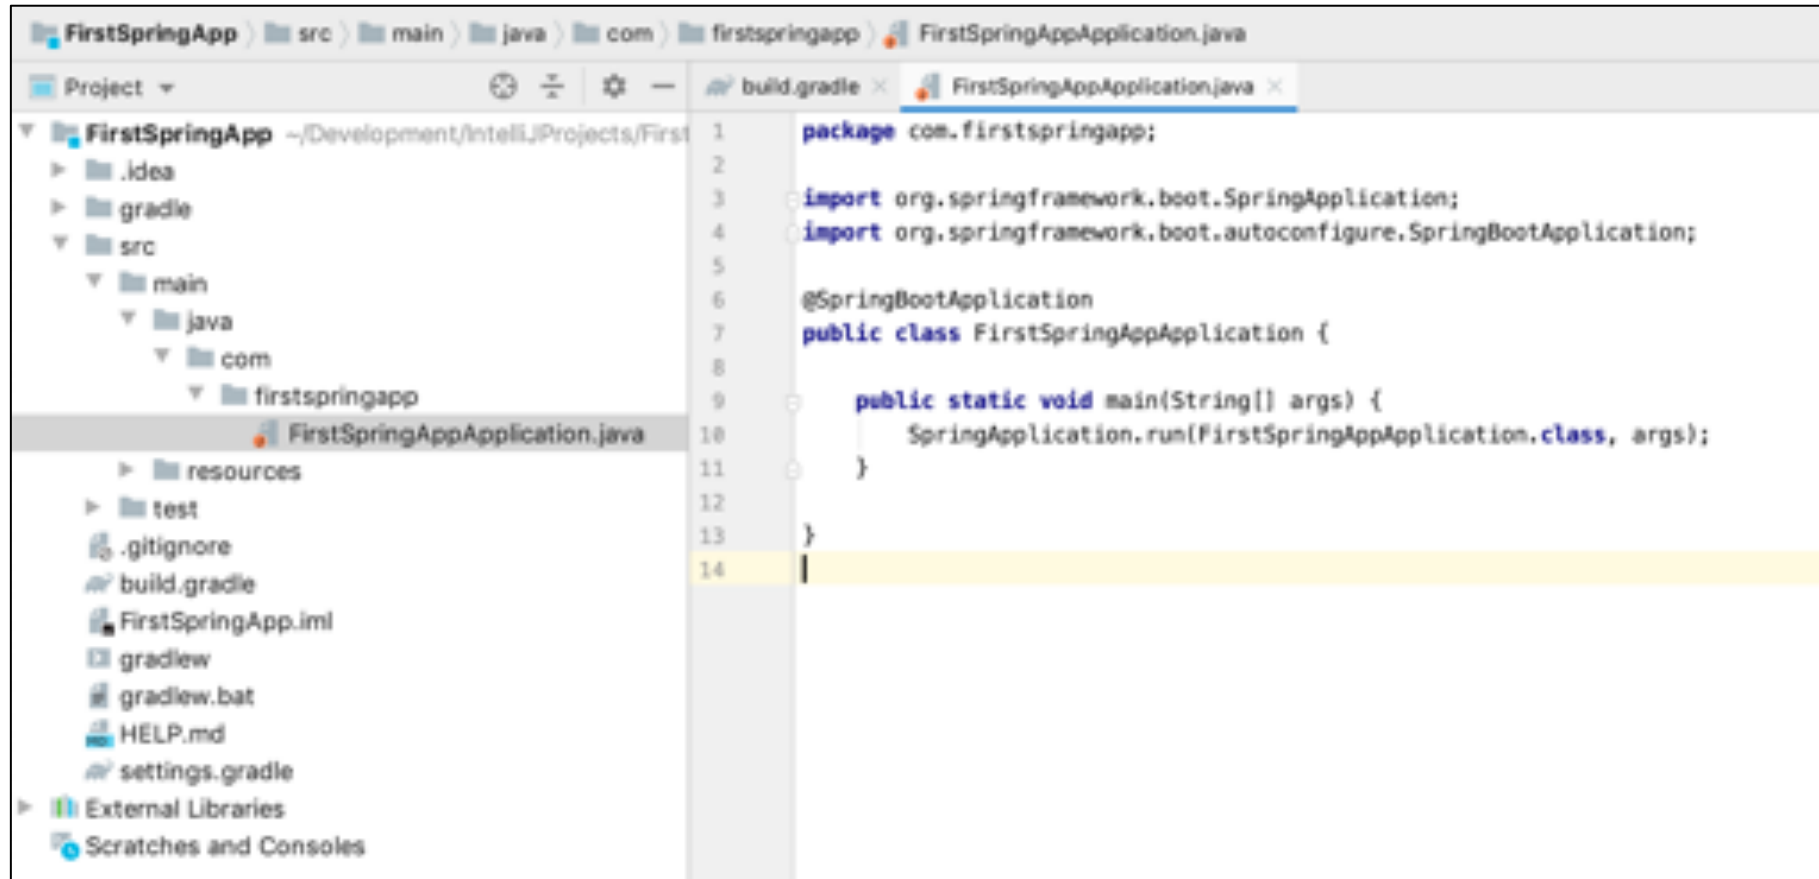 FirstSpringApp src main java com firstspringapp FirstSpringAppApplication.java
Project
FirstSpringApp ~/Development/IntelliJProjects/First
.idea
gradle
src
main
java
com
firstspringapp
FirstSpringAppApplication.java
resources
test
.gitignore
build.gradle
FirstSpringApp.iml
gradlew
gradlew.bat
HELP.md
settings.gradle
External Libraries
Scratches and Consoles
build.gradle FirstSpringAppApplication.java
1 package com.firstspringapp;
2
3 import org.springframework.boot.SpringApplication;
4 import org.springframework.boot.autoconfigure.SpringBootApplication;
5
6 @SpringBootApplication
7 public class FirstSpringAppApplication {
8
9     public static void main(String[] args) {
10         SpringApplication.run(FirstSpringAppApplication.class, args);
11     }
12
13 }
14